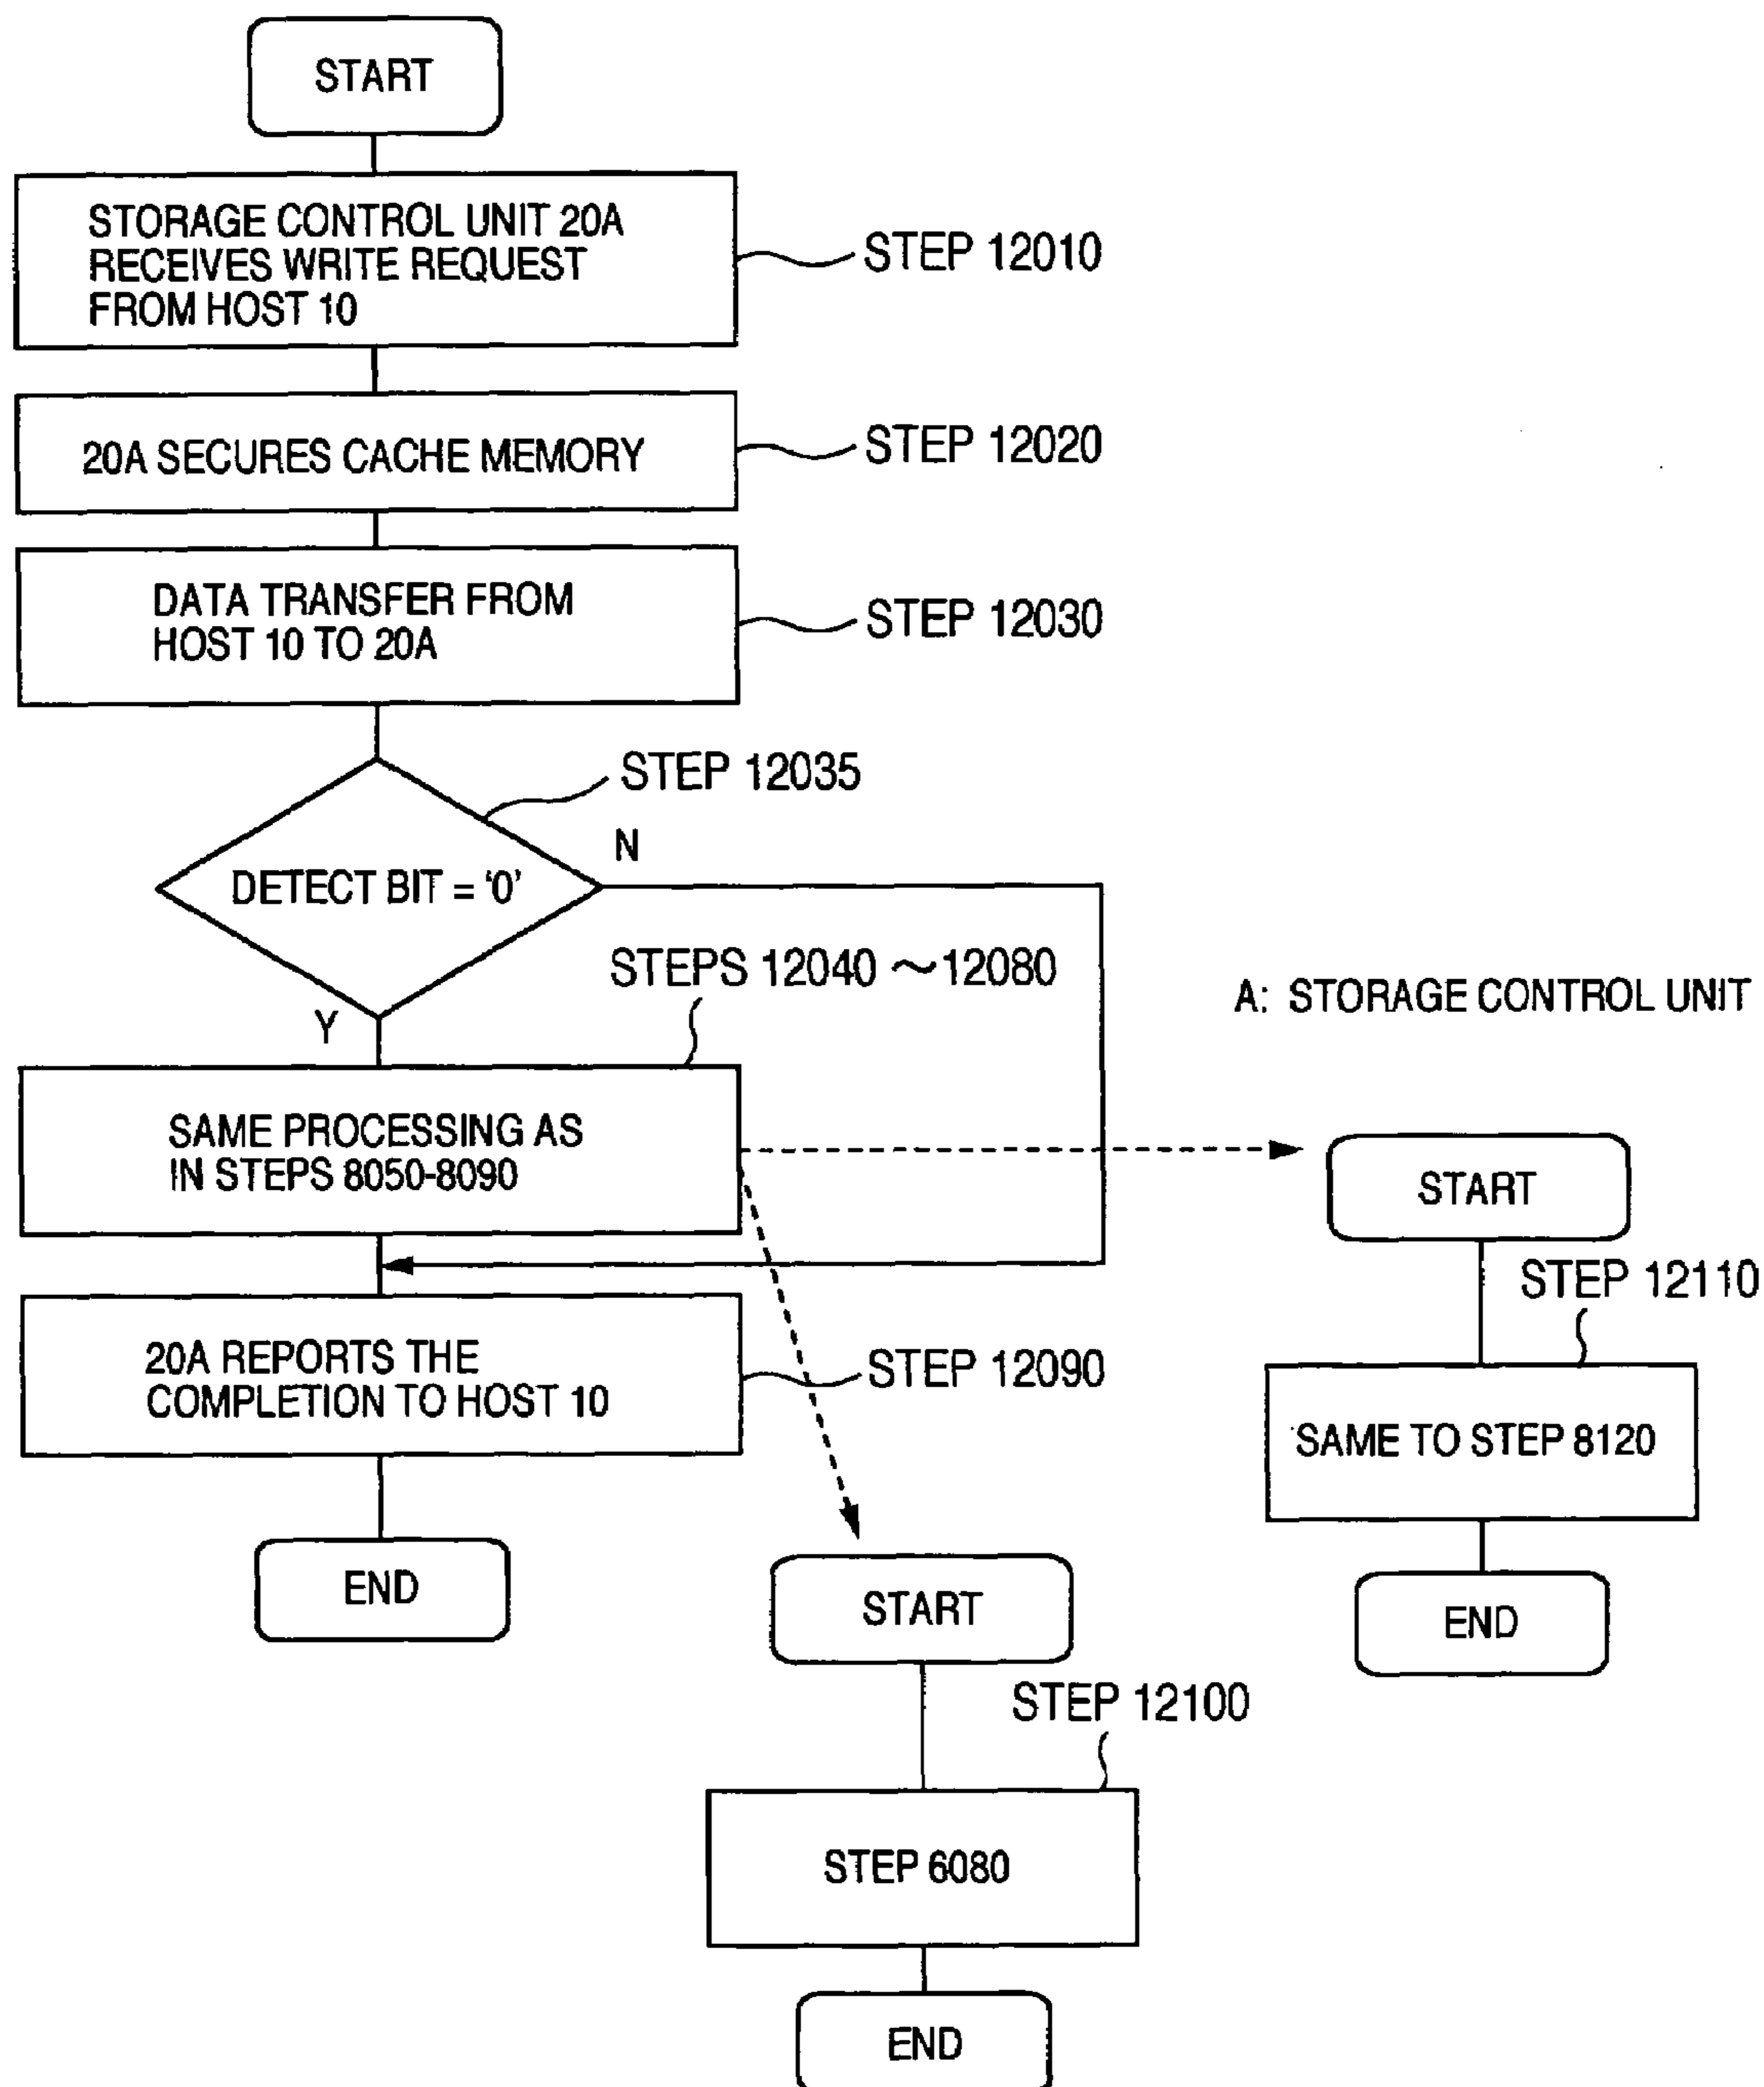 START
STORAGE CONTROL UNIT 20A
RECEIVES WRITE REQUEST
FROM HOST 10
STEP 12010
20A SECURES CACHE MEMORY
STEP 12020
DATA TRANSFER FROM
HOST 10 TO 20A
STEP 12030
STEP 12035
DETECT BIT = '0'
N
Y
STEPS 12040 ~12080
A: STORAGE CONTROL UNIT
SAME PROCESSING AS
IN STEPS 8050-8090
START
STEP 12110
20A REPORTS THE
COMPLETION TO HOST 10
STEP 12090
SAME TO STEP 8120
END
START
END
STEP 12100
STEP 6080
END